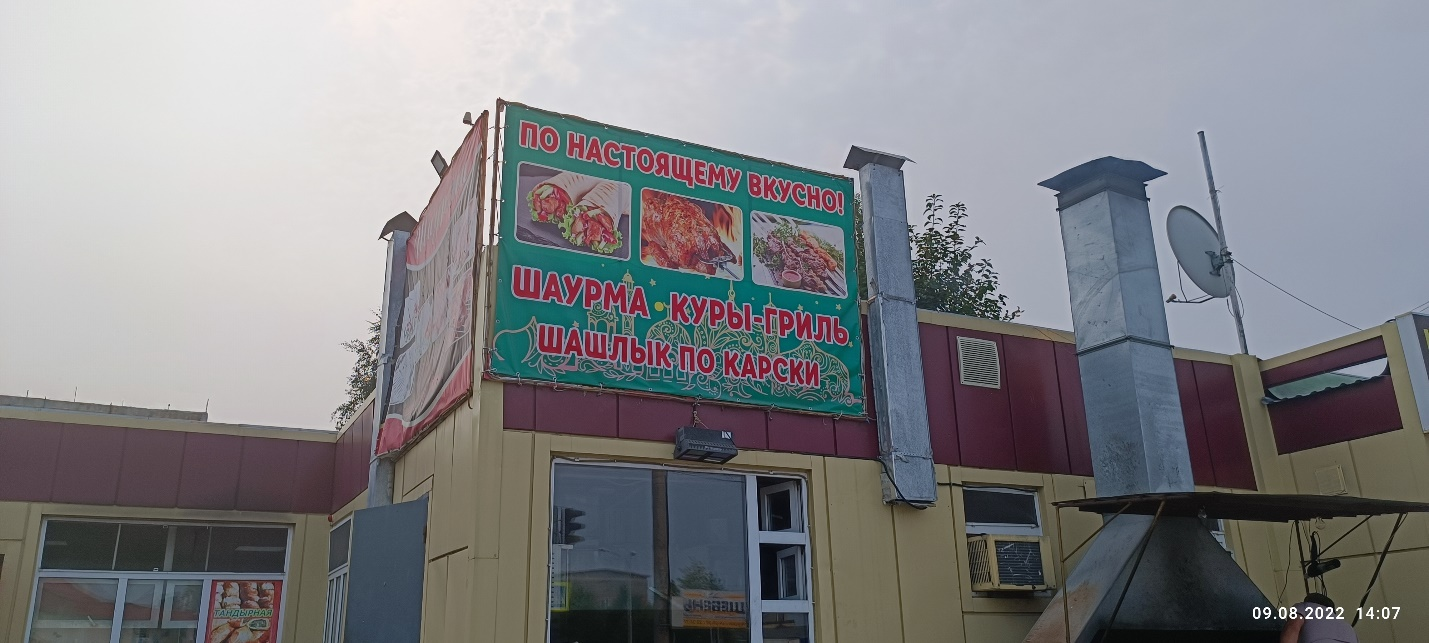 ПО НАСТОЯЩЕМУ ВКУСНО!
ШАУРМА • КУРЫ-ГРИЛЬ
ШАШЛЫК ПО КАРСКИ
ТАНДЫРНАЯ
09.08.2022 14:07